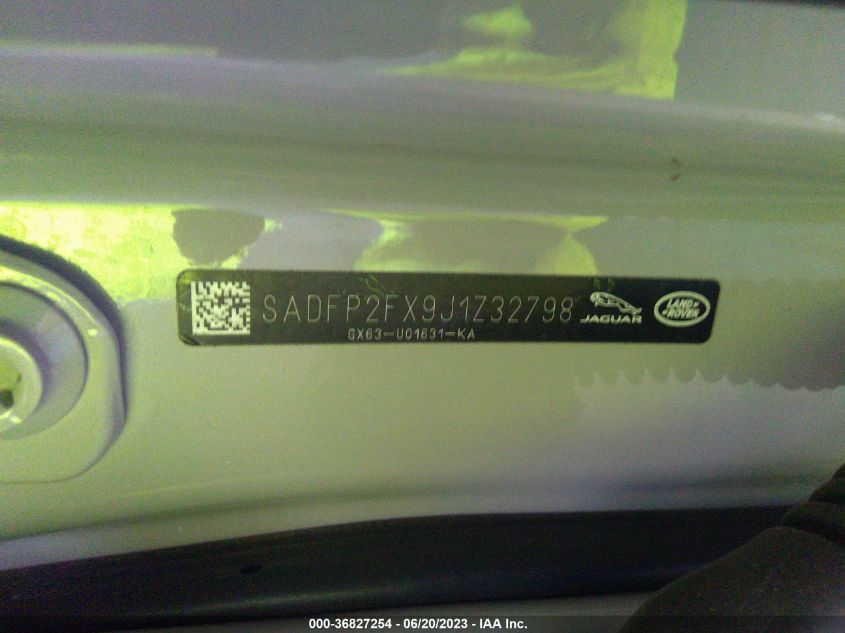 SADFP2FX9J1Z32798
GX63-U01631-KA
JAGUAR
LAND
ROVER
000-36827254 - 06/20/2023 - IAA Inc.